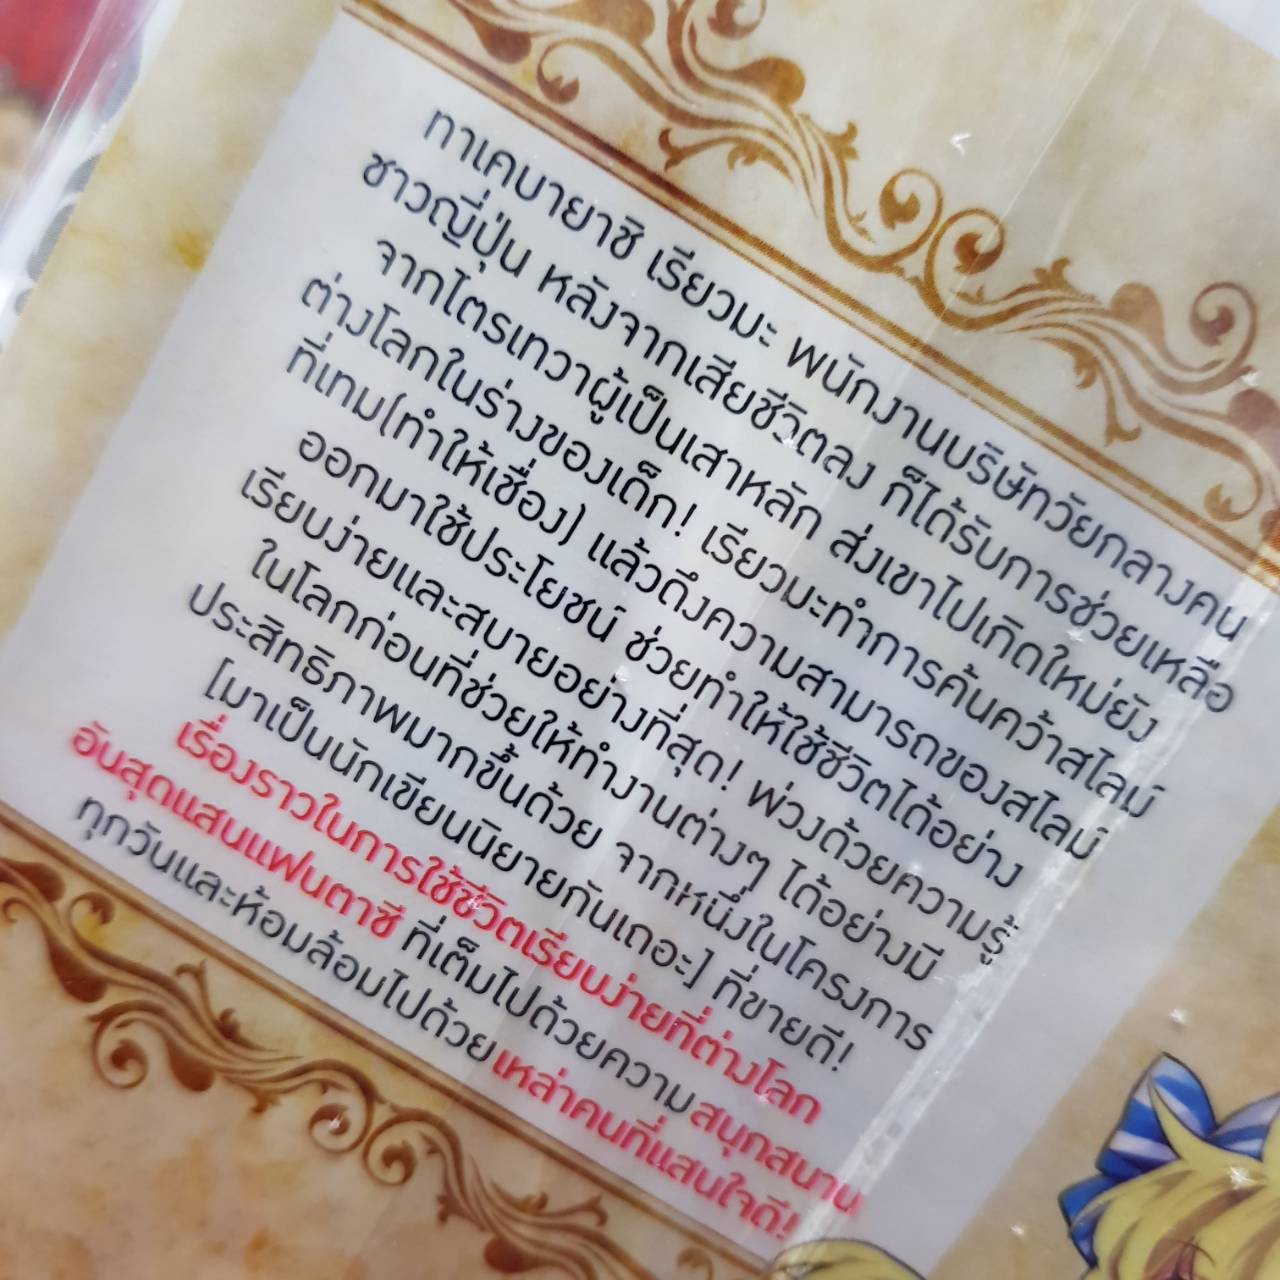 ทาเคบายาชิ เรียวมะ พนักงานบริษัทวัยกลางคน
ชาวญี่ปุ่น หลังจากเสียชีวิตลง ก็ได้รับการช่วยเหลือ
จากไตรเทวาผู้เป็นเสาหลัก ส่งเขาไปเกิดใหม่ยัง
ต่างโลกในร่างของเด็ก! เรียวมะทำการค้นคว้าสไลม์
ที่เทม(ทำให้เชื่อง) แล้วดึงความสามารถของสไลม์
ออกมาใช้ประโยชน์ ช่วยทำให้ใช้ชีวิตได้อย่าง
เรียบง่ายและสบายอย่างที่สุด! พ่วงด้วยความรู้
ในโลกก่อนที่ช่วยให้ทำงานต่างๆ ได้อย่างมี
ประสิทธิภาพมากขึ้นด้วย จากหนึ่งในโครงการ
[มาเป็นนักเขียนนิยายกันเถอะ] ที่ขายดี!
เรื่องราวในการใช้ชีวิตเรียบง่ายที่ต่างโลก
อันสุดแสนแฟนตาซี ที่เต็มไปด้วยความสนุกสนาน
ทุกวันและห้อมล้อมไปด้วยเหล่าคนที่แสนใจดี!